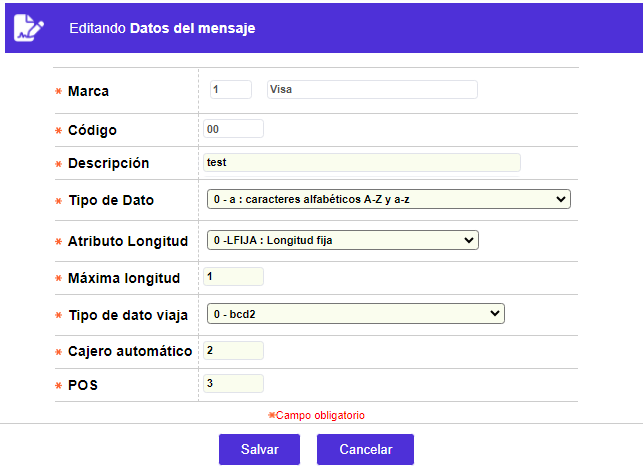 Editando Datos del mensaje
* Marca 1 Visa
* Código 00
* Descripción test
* Tipo de Dato 0 - a : caracteres alfabéticos A-Z y a-z
* Atributo Longitud 0 -LFIJA : Longitud fija
* Máxima longitud 1
* Tipo de dato viaja 0 - bcd2
* Cajero automático 2
* POS 3
*Campo obligatorio
Salvar Cancelar